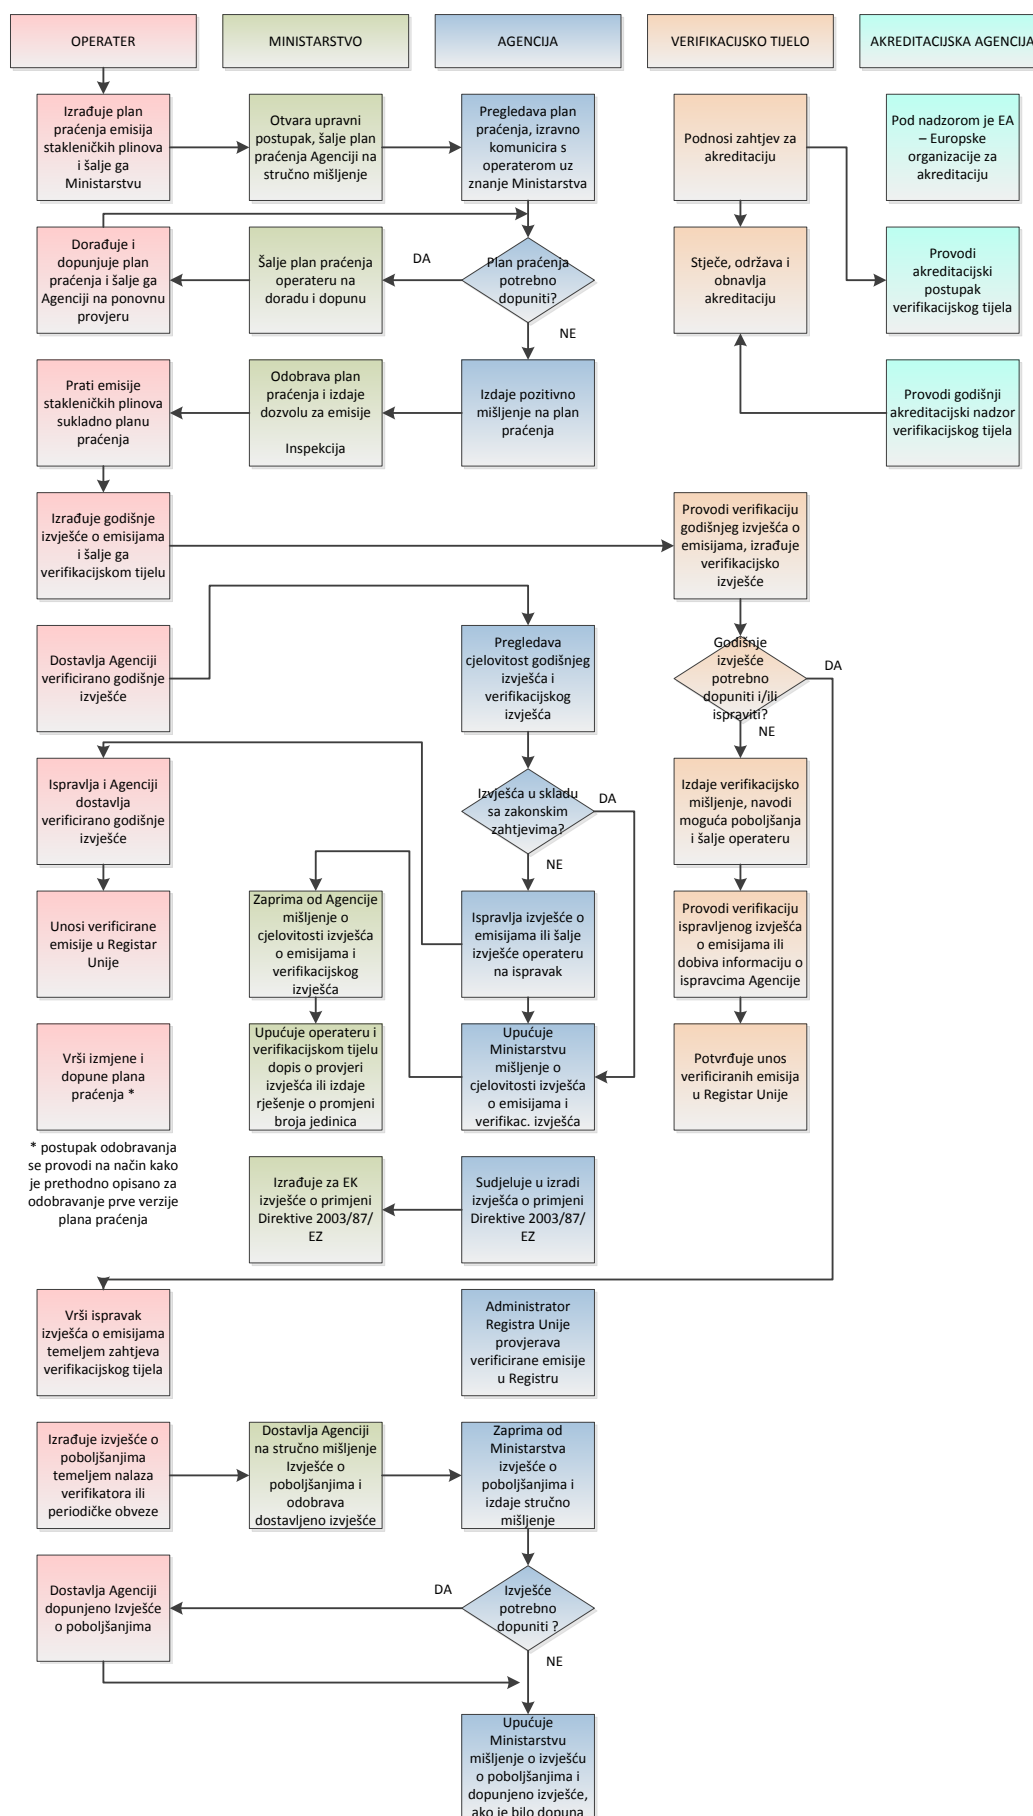 OPERATER
MINISTARSTVO
AGENCIJA
VERIFIKACIJSKO TIJELO
AKREDITACIJSKA AGENCIJA
Izrađuje plan
praćenja emisija
stakleničkih plinova
i šalje ga
Ministarstvu
Otvara upravni
postupak, šalje plan
praćenja Agenciji na
stručno mišljenje
Pregledava plan
praćenja, izravno
komunicira s
operaterom uz
znanje Ministarstva
Podnosi zahtjev za
akreditaciju
Pod nadzorom je EA
– Europske
organizacije za
akreditaciju
Dorađuje i
dopunjuje plan
praćenja i šalje ga
Agenciji na ponovnu
provjeru
Šalje plan praćenja
operateru na
doradu i dopunu
DA
Plan praćenja
potrebno
dopuniti?
NE
Stječe, održava i
obnavlja
akreditaciju
Provodi
akreditacijski
postupak
verifikacijskog tijela
Prati emisije
stakleničkih plinova
sukladno planu
praćenja
Odobrava plan
praćenja i izdaje
dozvolu za emisije
Inspekcija
Izdaje pozitivno
mišljenje na plan
praćenja
Provodi godišnji
akreditacijski nadzor
verifikacijskog tijela
Izrađuje godišnje
izvješće o emisijama
i šalje ga
verifikacijskom tijelu
Provodi verifikaciju
godišnjeg izvješća o
emisijama, izrađuje
verifikacijsko
izvješće
Dostavlja Agenciji
verificirano godišnje
izvješće
Pregledava
cjelovitost godišnjeg
izvješća i
verifikacijskog
izvješća
Godišnje
izvješće
potrebno
dopuniti i/ili
ispraviti?
DA
NE
Ispravlja i Agenciji
dostavlja
verificirano godišnje
izvješće
Izvješća u skladu
sa zakonskim
zahtjevima?
DA
NE
Izdaje verifikacijsko
mišljenje, navodi
moguća poboljšanja
i šalje operateru
Unosi verificirane
emisije u Registar
Unije
Zaprima od Agencije
mišljenje o
cjelovitosti izvješća
o emisijama i
verifikacijskog
izvješća
Ispravlja izvješće o
emisijama ili šalje
izvješće operateru
na ispravak
Provodi verifikaciju
ispravljenog izvješća
o emisijama ili
dobiva informaciju o
ispravcima Agencije
Vrši izmjene i
dopune plana
praćenja *
Upućuje operateru i
verifikacijskom tijelu
dopis o provjeri
izvješća ili izdaje
rješenje o promjeni
broja jedinica
Upućuje
Ministarstvu
mišljenje o
cjelovitosti izvješća
o emisijama i
verifikac. izvješća
Potvrđuje unos
verificiranih emisija
u Registar Unije
* postupak odobravanja
se provodi na način kako
je prethodno opisano za
odobravanje prve verzije
plana praćenja
Izrađuje za EK
izvješće o primjeni
Direktive 2003/87/
EZ
Sudjeluje u izradi
izvješća o primjeni
Direktive 2003/87/
EZ
Vrši ispravak
izvješća o emisijama
temeljem zahtjeva
verifikacijskog tijela
Administrator
Registra Unije
provjerava
verificirane emisije
u Registru
Izrađuje izvješće o
poboljšanjima
temeljem nalaza
verifikatora ili
periodičke obveze
Dostavlja Agenciji
na stručno mišljenje
Izvješće o
poboljšanjima i
odobrava
dostavljeno izvješće
Zaprima od
Ministarstva
izvješće o
poboljšanjima i
izdaje stručno
mišljenje
Dostavlja Agenciji
dopunjeno Izvješće
o poboljšanjima
DA
Izvješće
potrebno
dopuniti ?
NE
Upućuje
Ministarstvu
mišljenje o izvješću
o poboljšanjima i
dopunjeno izvješće,
ako je bilo dopuna